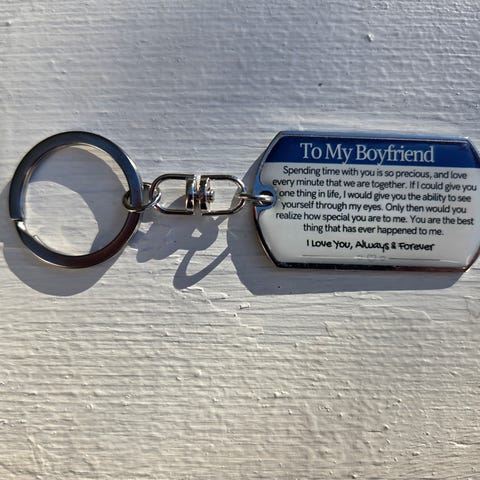 To My Boyfriend
Spending time with you is so precious, and love
every minute that we are together. If I could give you
one thing in life, I would give you the ability to see
yourself through my eyes. Only then would you
realize how special you are to me. You are the best
thing that has ever happened to me.
I Love You, Always & Forever